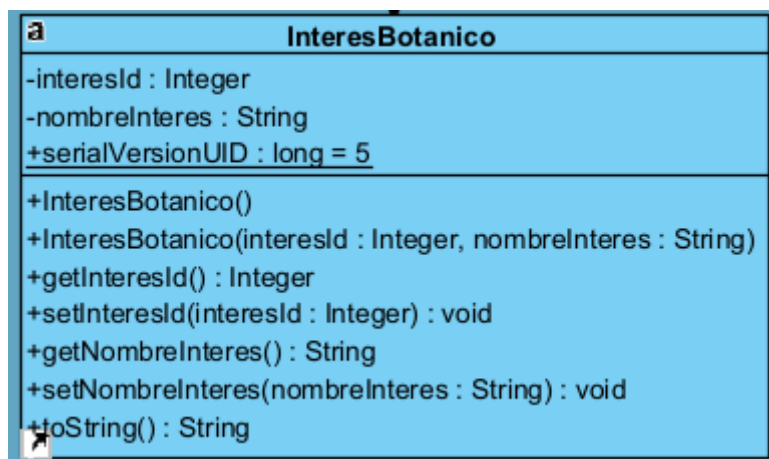 a
InteresBotanico
-interesId : Integer
-nombreInteres : String
+serialVersionUID : long = 5
+InteresBotanico()
+InteresBotanico(interesId : Integer, nombreInteres : String)
+getInteresId() : Integer
+setInteresId(interesId : Integer) : void
+getNombreInteres() : String
+setNombreInteres(nombreInteres : String) : void
+toString() : String